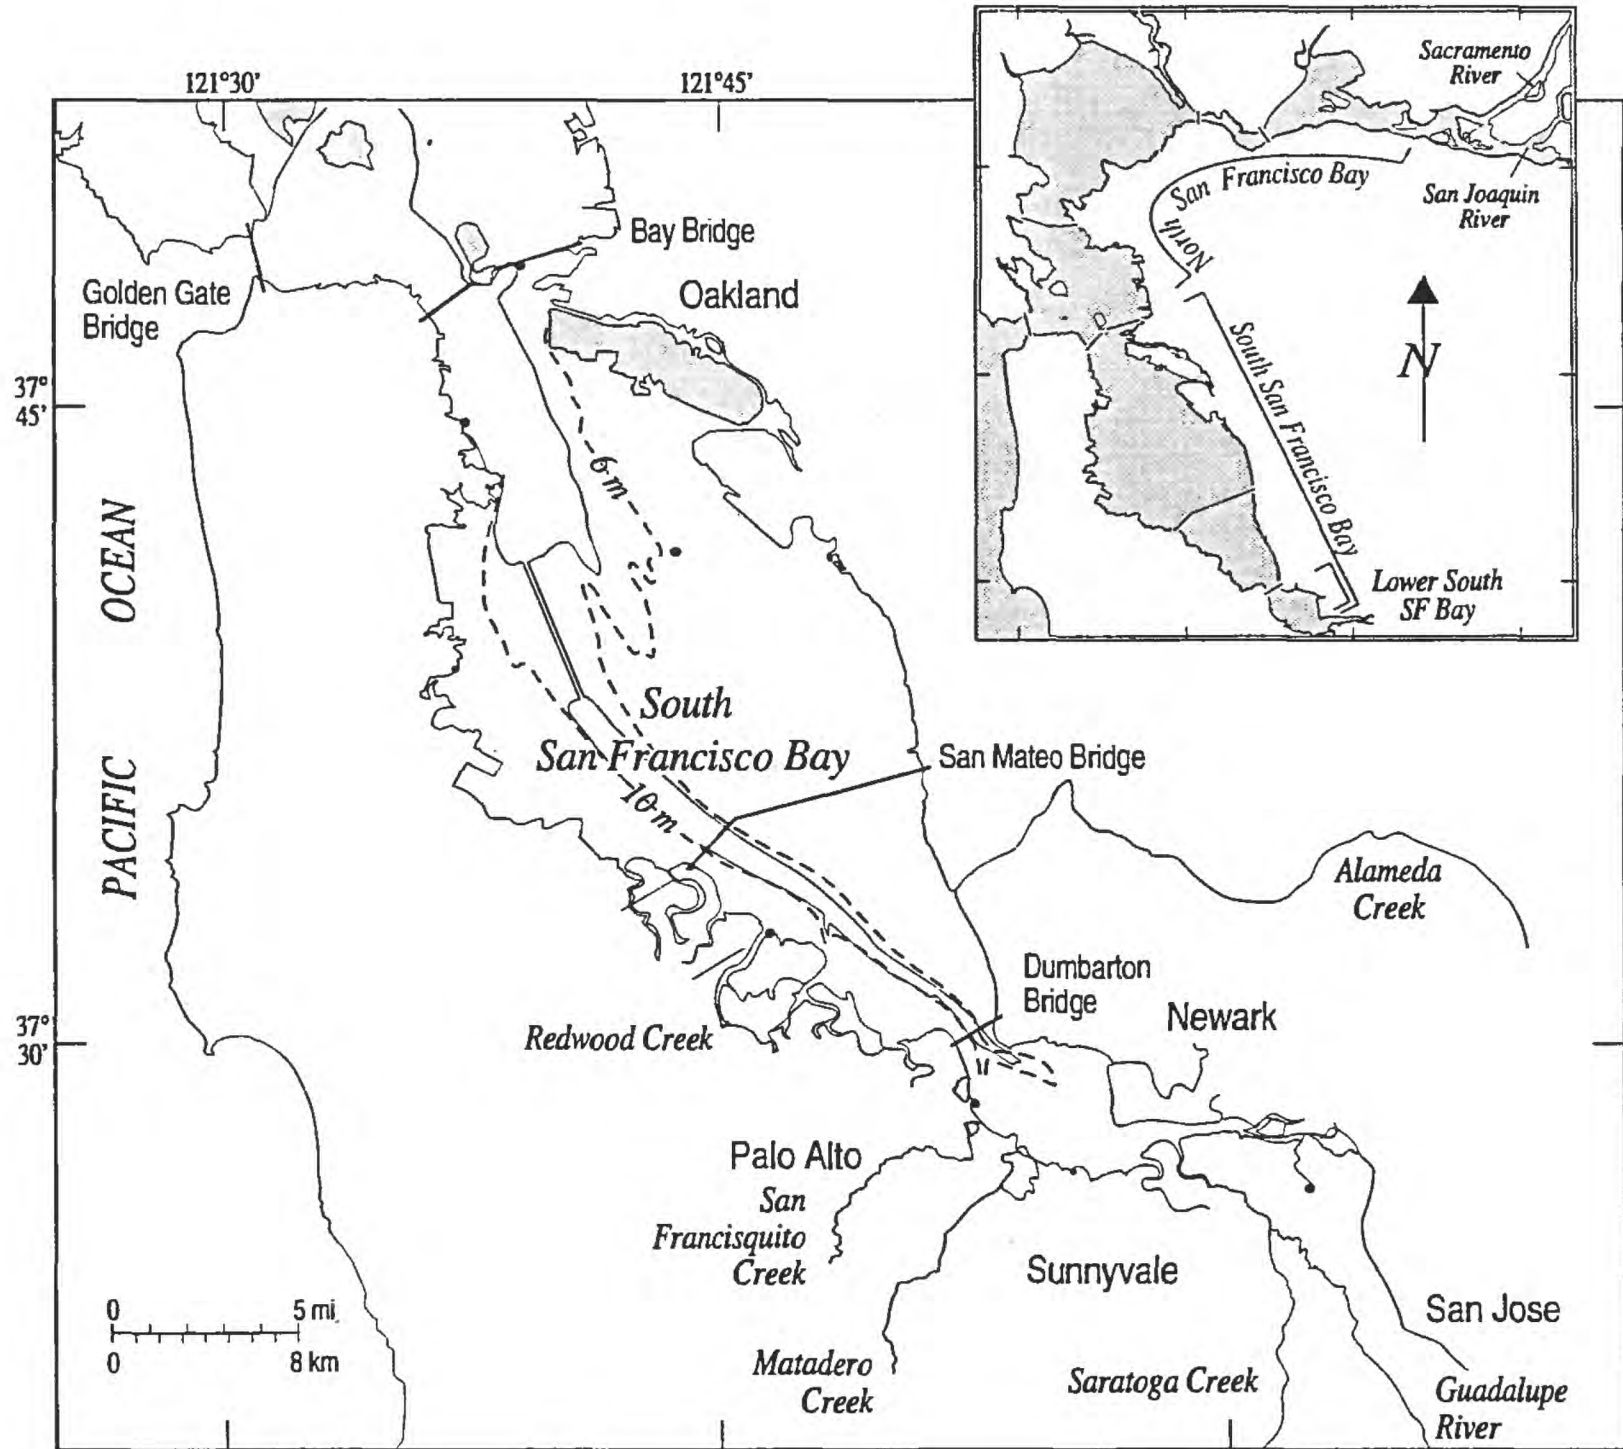 121°30'
121°45'
Sacramento
River
North San Francisco Bay
San Joaquin
River
South San Francisco Bay
N
Lower South
SF Bay
Bay Bridge
Golden Gate
Bridge
Oakland
37°
45'
6 m
PACIFIC OCEAN
South
San Francisco Bay
San Mateo Bridge
10 m
Alameda
Creek
Dumbarton
Bridge
Newark
37°
30'
Redwood Creek
Palo Alto
San
Francisquito
Creek
Sunnyvale
0 5 mi
0 8 km
San Jose
Matadero
Creek
Saratoga Creek
Guadalupe
River